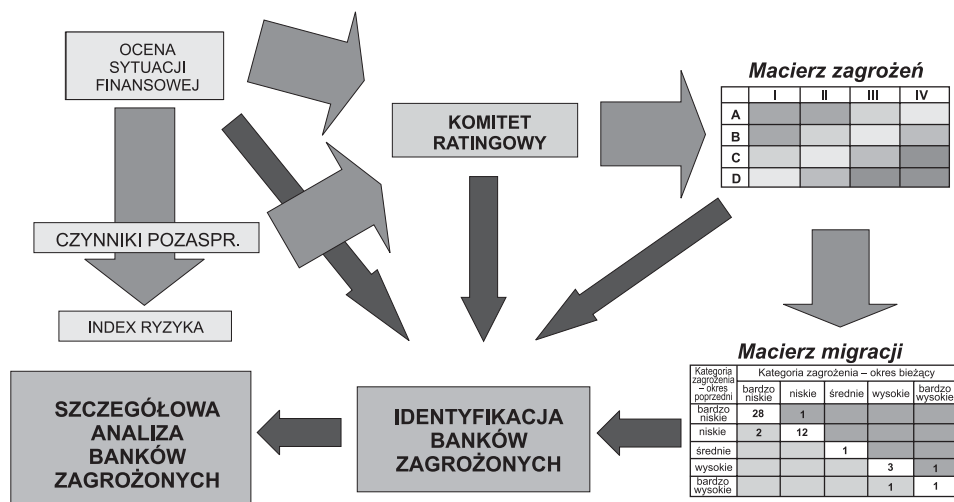 OCENA
SYTUACJI
FINANSOWEJ
CZYNNIKI POZASPR.
INDEX RYZYKA
KOMITET
RATINGOWY
Macierz zagrożeń
I II III IV
A
B
C
D
Macierz migracji
Kategoria
zagrożenia
– okres
poprzedni
Kategoria zagrożenia – okres bieżący
bardzo
niskie
niskie
średnie
wysokie
bardzo
wysokie
bardzo
niskie
28 1
niskie 2 12
średnie 1
wysokie 3 1
bardzo
wysokie
1 1
IDENTYFIKACJA
BANKÓW
ZAGROŻONYCH
SZCZEGÓŁOWA
ANALIZA
BANKÓW
ZAGROŻONYCH